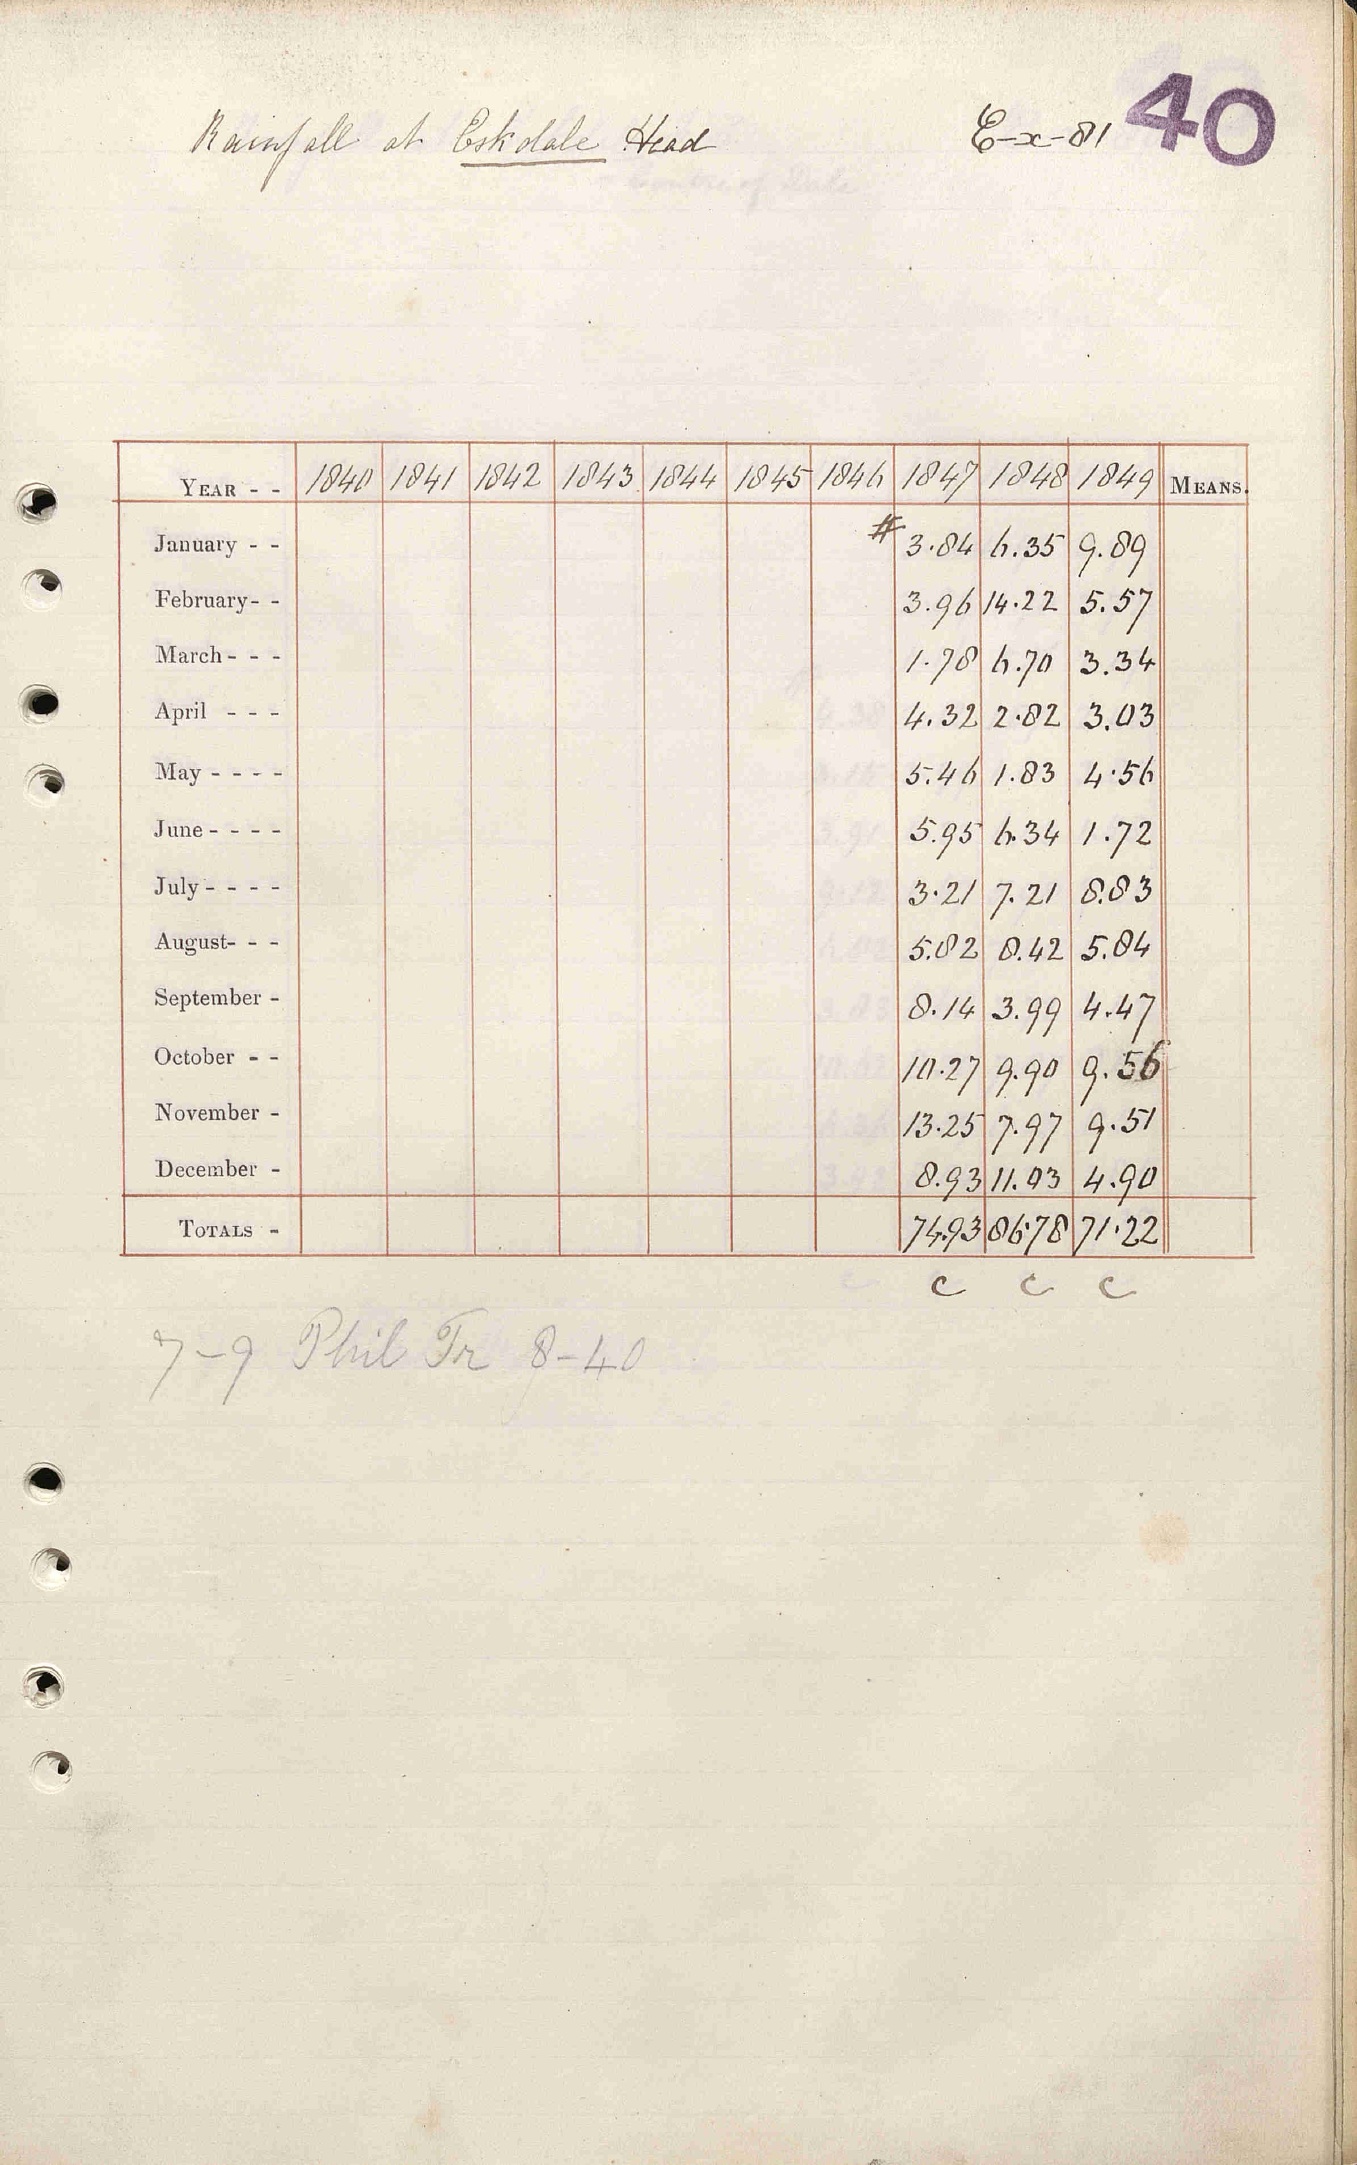 Rainfall at Eskdale Head E-x-81 40
YEAR - - 1840 1841 1842 1843 1844 1845 1846 1847 1848 1849 MEANS.
January - - # 3.84 6.35 9.89
February - - 3.96 14.22 5.57
March - - - 1.78 6.70 3.34
April - - - 4.32 2.82 3.03
May - - - - 5.46 1.83 4.56
June - - - - 5.95 6.34 1.72
July - - - - 3.21 7.21 8.83
August - - - 5.82 8.42 5.84
September - 8.14 3.99 4.47
October - - 10.27 9.90 9.56
November - 13.25 7.97 9.51
December - 8.93 11.03 4.90
TOTALS - 74.93 86.78 71.22
c c c
7-9 Phil Tr 8-40